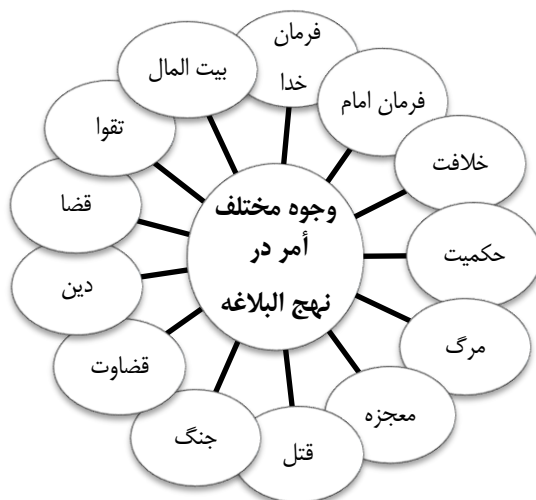 وجوه مختلف
أمر در
نهج البلاغه
فرمان
خدا
فرمان امام
خلافت
حکمیت
مرگ
معجزه
قتل
جنگ
قضاوت
دین
قضا
تقوا
بیت المال